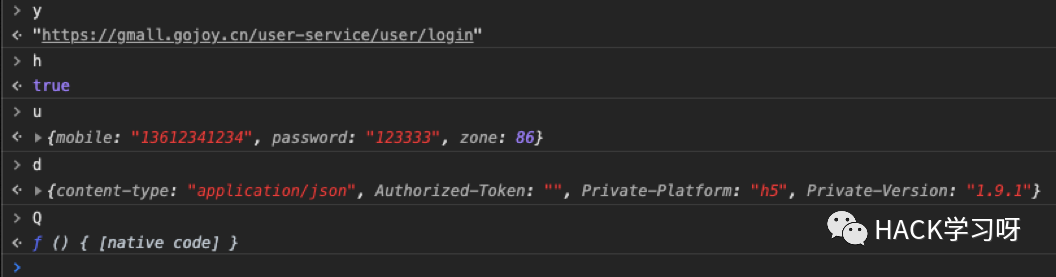 > y
<· "https://gmall.gojoy.cn/user-service/user/login"
> h
<· true
> u
<· ▶{mobile: "13612341234", password: "123333", zone: 86}
> d
<· ▶{content-type: "application/json", Authorized-Token: "", Private-Platform: "h5", Private-Version: "1.9.1"}
> Q
<· ƒ () { [native code] }
>
HACK学习呀